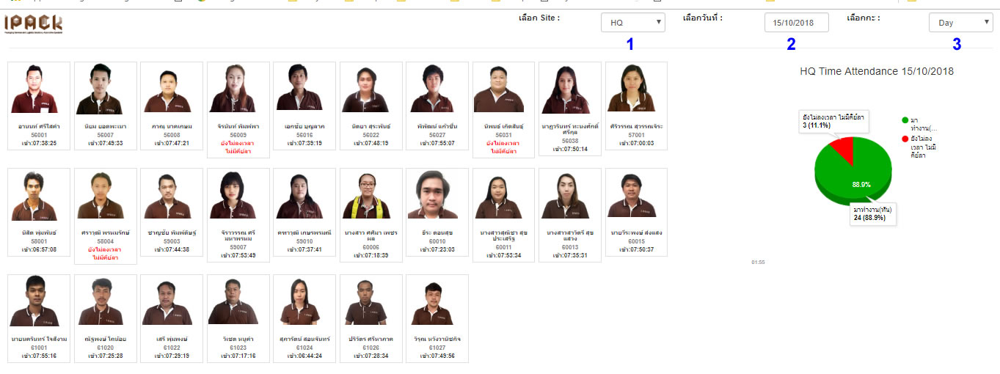 IPACK
เลือก Site :
HQ
เลือกวันที่ :
15/10/2018
เลือกกะ :
Day
1
2
3
HQ Time Attendance 15/10/2018
อานนท์ ศรีใสคำ
56001
เข้า:07:38:25
นิยม ยอดพะเนา
56007
เข้า:07:49:33
ภาณุ นาคเกษม
56008
เข้า:07:47:21
จิรนันท์ พิมพ์พา
56009
ยังไม่ลงเวลา
ไม่มีคีย์ลา
เอกชัย บุญลาภ
56016
เข้า:07:39:19
นิตยา สุระพันธ์
56022
เข้า:07:48:19
พิพัฒน์ แก้วชื่น
56027
เข้า:07:55:07
นิพนธ์ เกิดสันธุ์
56031
ยังไม่ลงเวลา
ไม่มีคีย์ลา
56038
เข้า:07:50:14
ศิริวรรณ สุวรรณจิระ
57001
เข้า:07:00:03
ยังไม่ลงเวลา ไม่มีคีย์ลา
3 (11.1%)
มา
ทำงาน(...
ยังไม่ลง
เวลา ไม่มี
คีย์ลา
88.9%
มาทำงาน(ทัน)
24 (88.9%)
01:55
นิสิต พุ่มพันธ์
58001
เข้า:06:57:08
ศราวุฒิ พรหมรักษ์
58004
ยังไม่ลงเวลา
ไม่มีคีย์ลา
ชาญชัย พิมพ์ดิษฐ์
59003
เข้า:07:44:38
จิราวรรณ ศรี
มหาพรหม
59007
เข้า:07:53:49
คฑาวุฒิ เกษรพรมณี
59010
เข้า:07:37:41
นางสาว ศศิมา เพชร
ผล
60006
เข้า:07:18:39
ธีระ ดอนสุข
60010
เข้า:07:23:03
นางสาวสุณิชา สุข
ประเสริฐ
60011
เข้า:07:53:34
นางสาวสาวิตรี สุข
แสวง
60013
เข้า:07:35:31
นายวีระพงษ์ ส่งแสง
60015
เข้า:07:50:37
นายนครินทร์ ใจสีงาม
61001
เข้า:07:55:16
ณัฐพงษ์ ไกน้อย
61020
เข้า:07:25:28
เสรี พุ่มพงษ์
61022
เข้า:07:29:19
วิเชด หนูคำ
61023
เข้า:07:17:16
สุภารัตน์ สอนจันทร์
61024
เข้า:06:44:24
ปริวัตร ศรีหาภาค
61026
เข้า:07:28:34
วิรุณ หวังวานิชกิจ
61027
เข้า:07:49:56